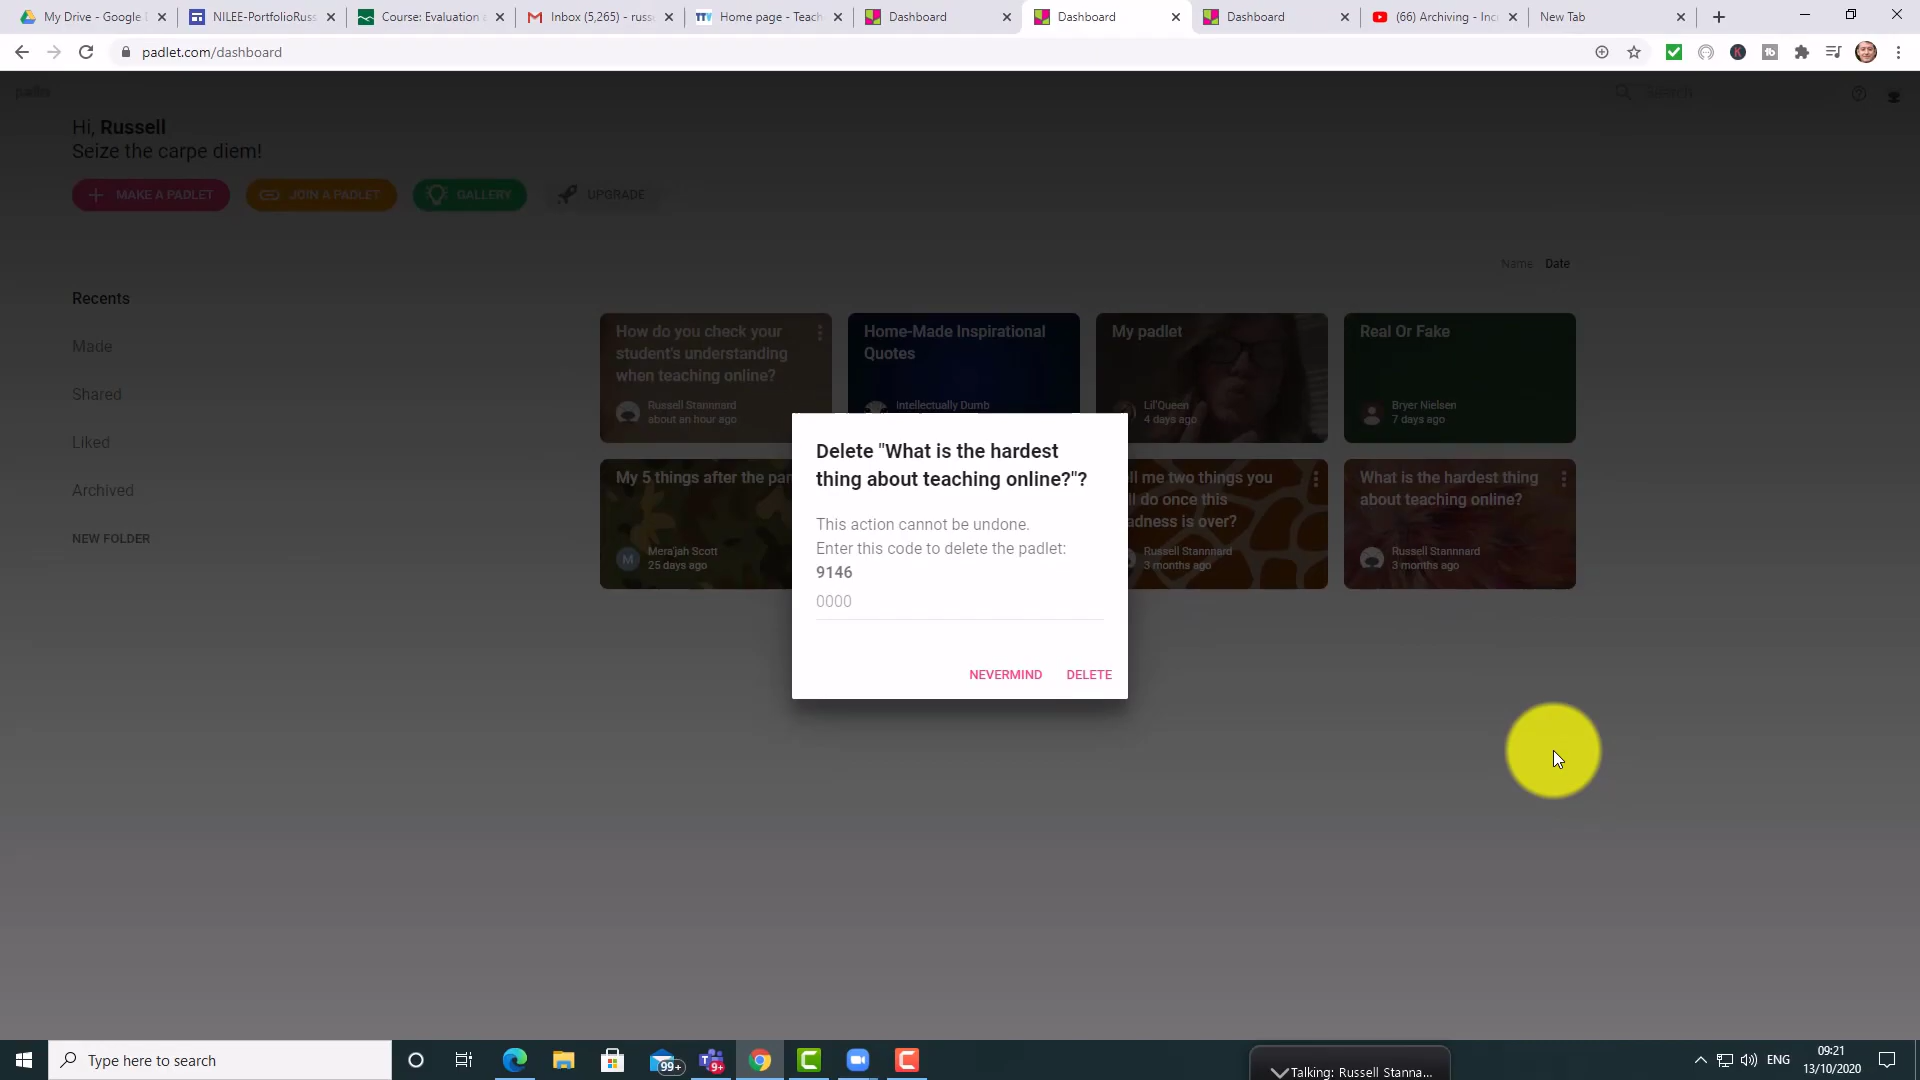 My Drive - Google
NILEE-PortfolioRuss
Course: Evaluation
Inbox (5,265) - russ
Home page - Teach
Dashboard
Dashboard
Dashboard
(66) Archiving - Inc
New Tab
padlet.com/dashboard
padlet
Search
Hi, Russell
Seize the carpe diem!
MAKE A PADLET
JOIN A PADLET
GALLERY
UPGRADE
Name Date
Recents
Made
Shared
Liked
Archived
NEW FOLDER
How do you check your
student's understanding
when teaching online?
Russell Stannnard
about an hour ago
Home-Made Inspirational
Quotes
Intellectually Dumb
My padlet
Lil'Queen
4 days ago
Real Or Fake
Bryer Nielsen
7 days ago
My 5 things after the pan
M
Mera'jah Scott
25 days ago
ll me two things you
ll do once this
adness is over?
Russell Stannnard
3 months ago
What is the hardest thing
about teaching online?
Russell Stannnard
3 months ago
Delete "What is the hardest
thing about teaching online?"?
This action cannot be undone.
Enter this code to delete the padlet:
9146
0000
NEVERMIND
DELETE
Type here to search
99+
9+
Talking: Russell Stanna...
ENG
09:21
13/10/2020